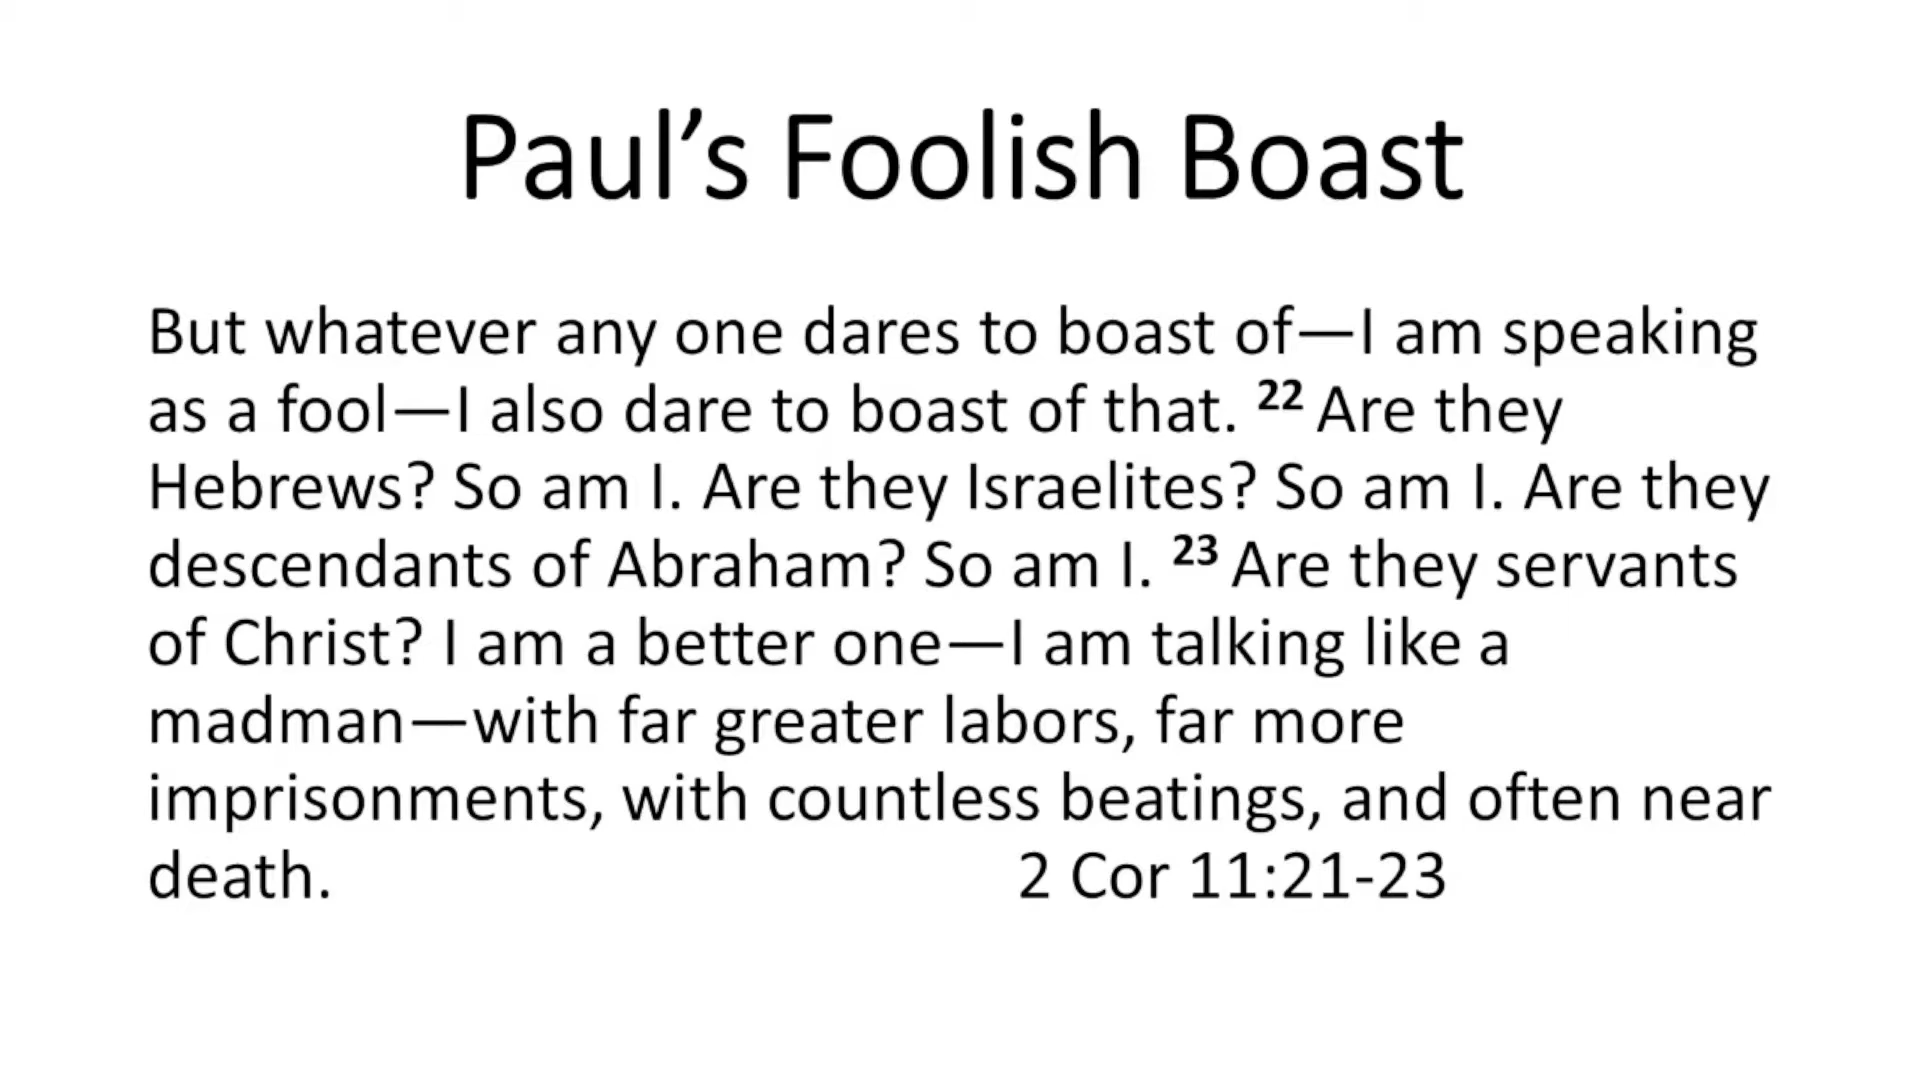 Paul’s Foolish Boast
But whatever any one dares to boast of—I am speaking
as a fool—I also dare to boast of that. 22 Are they
Hebrews? So am I. Are they Israelites? So am I. Are they
descendants of Abraham? So am I. 23 Are they servants
of Christ? I am a better one—I am talking like a
madman—with far greater labors, far more
imprisonments, with countless beatings, and often near
death. 2 Cor 11:21-23